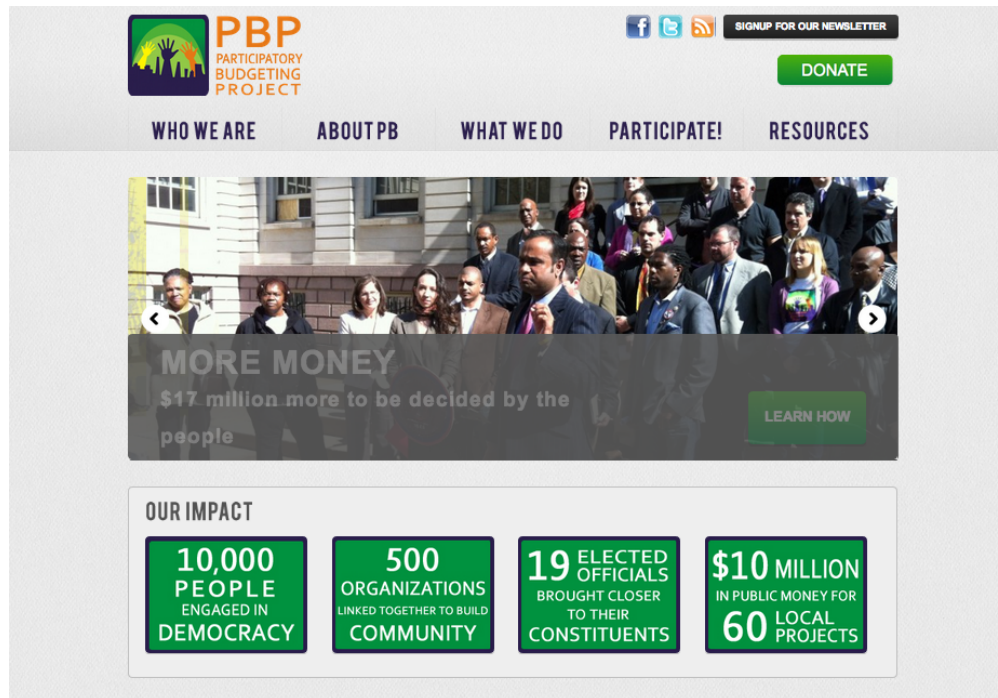 PBP
PARTICIPATORY
BUDGETING
PROJECT
f t
SIGNUP FOR OUR NEWSLETTER
DONATE
WHO WE ARE
ABOUT PB
WHAT WE DO
PARTICIPATE!
RESOURCES
MORE MONEY
$17 million more to be decided by the
people
LEARN HOW
OUR IMPACT
10,000
PEOPLE
ENGAGED IN
DEMOCRACY
500
ORGANIZATIONS
LINKED TOGETHER TO BUILD
COMMUNITY
19 ELECTED
OFFICIALS
BROUGHT CLOSER
TO THEIR
CONSTITUENTS
$10 MILLION
IN PUBLIC MONEY FOR
60 LOCAL
PROJECTS